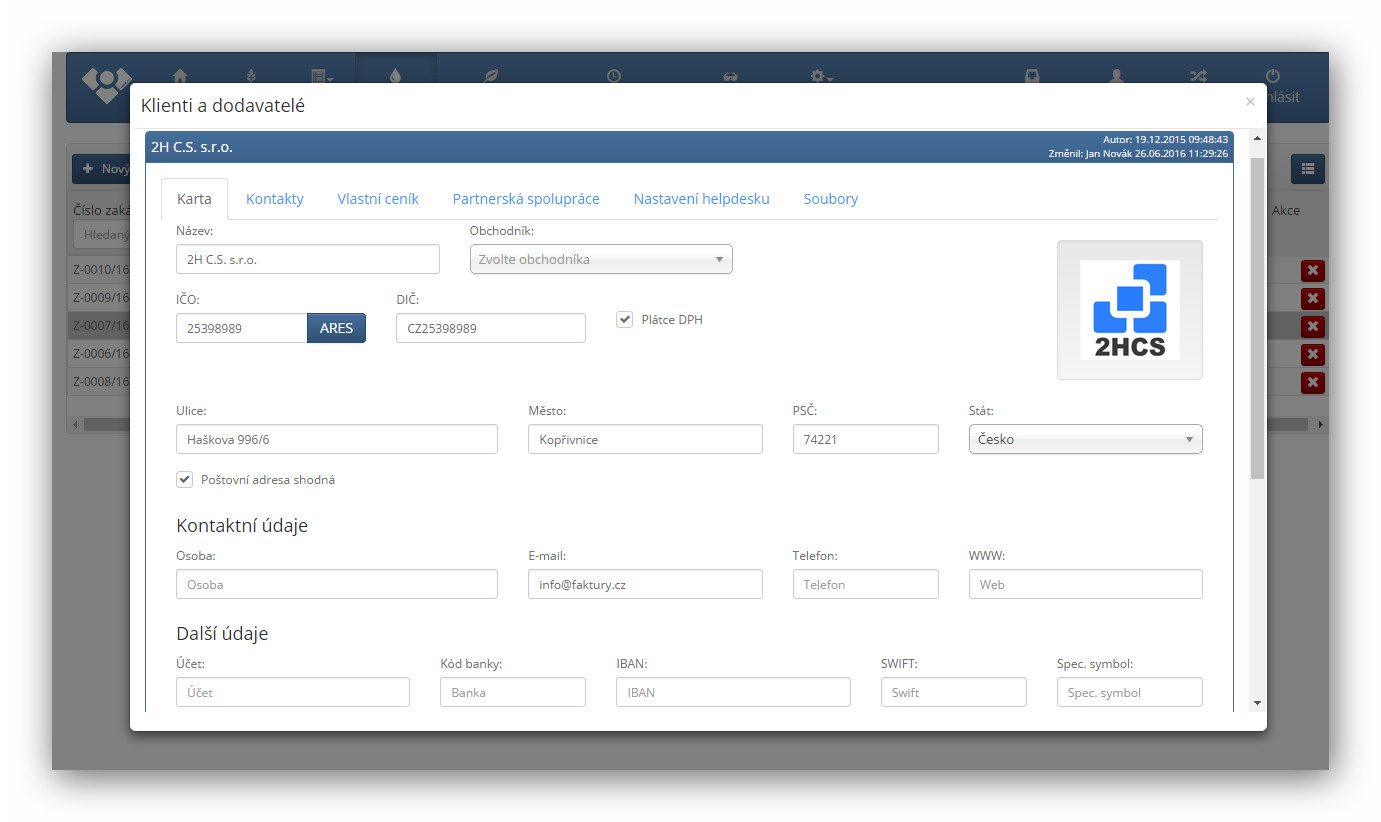 hlásit
Klienti a dodavatelé
×
2H C.S. s.r.o.
Autor: 19.12.2015 09:48:43
Změnil: Jan Novák 26.06.2016 11:29:26
Nový
Karta Kontakty Vlastní ceník Partnerská spolupráce Nastavení helpdesku Soubory
Číslo zaká
Akce
Hledaný
Název: Obchodník:
2H C.S. s.r.o. Zvolte obchodníka
Z-0010/16
Z-0009/16
Z-0007/16
Z-0006/16
Z-0008/16
IČO: DIČ:
25398989 ARES CZ25398989 Plátce DPH
2HCS
Ulice: Město: PSČ: Stát:
Haškova 996/6 Kopřivnice 74221 Česko
Poštovní adresa shodná
Kontaktní údaje
Osoba: E-mail: Telefon: WWW:
Osoba info@faktury.cz Telefon Web
Další údaje
Účet: Kód banky: IBAN: SWIFT: Spec. symbol:
Účet Banka IBAN Swift Spec. symbol